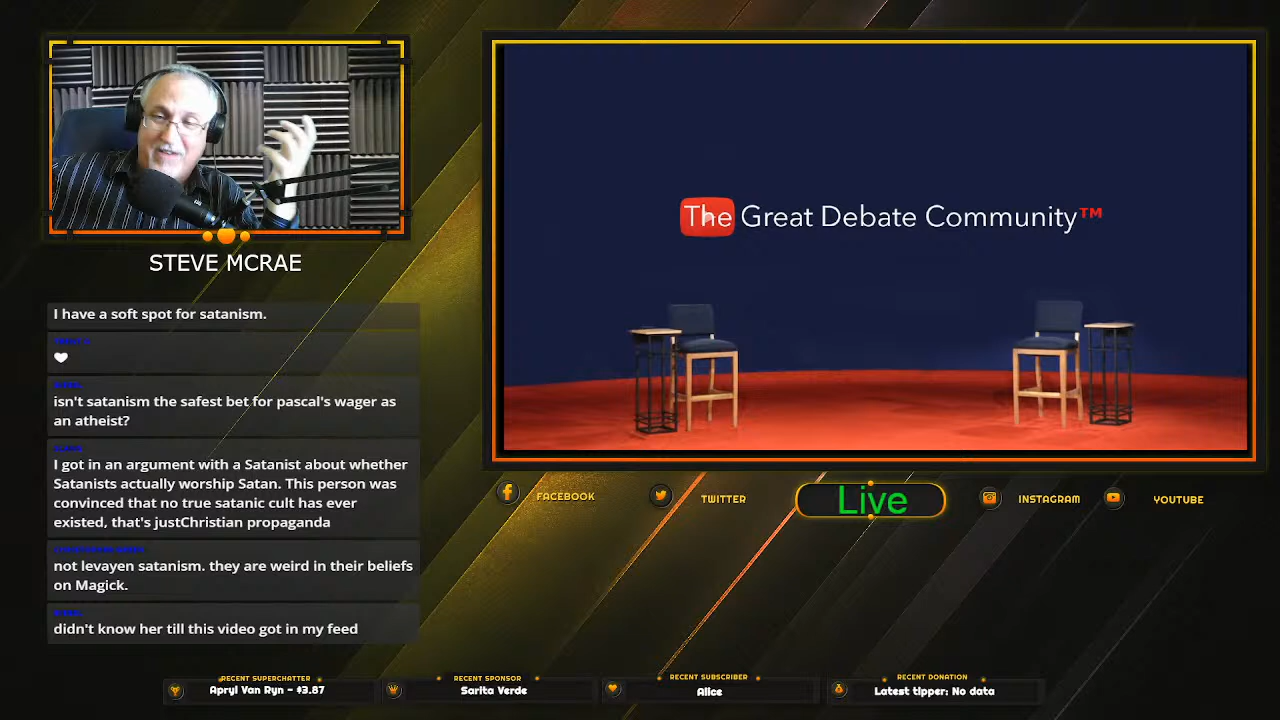 The Great Debate Community™
STEVE MCRAE
I have a soft spot for satanism.
isn't satanism the safest bet for pascal's wager as
an atheist?
I got in an argument with a Satanist about whether
Satanists actually worship Satan. This person was
convinced that no true satanic cult has ever
existed, that's justChristian propaganda
not levayen satanism. they are weird in their beliefs
on Magick.
didn't know her till this video got in my feed
FACEBOOK
TWITTER
Live
INSTAGRAM
YOUTUBE
RECENT SUPERCHATTER
Apryl Van Ryn - $3.87
RECENT SPONSOR
Sarita Verde
RECENT SUBSCRIBER
Alice
RECENT DONATION
Latest tipper: No data